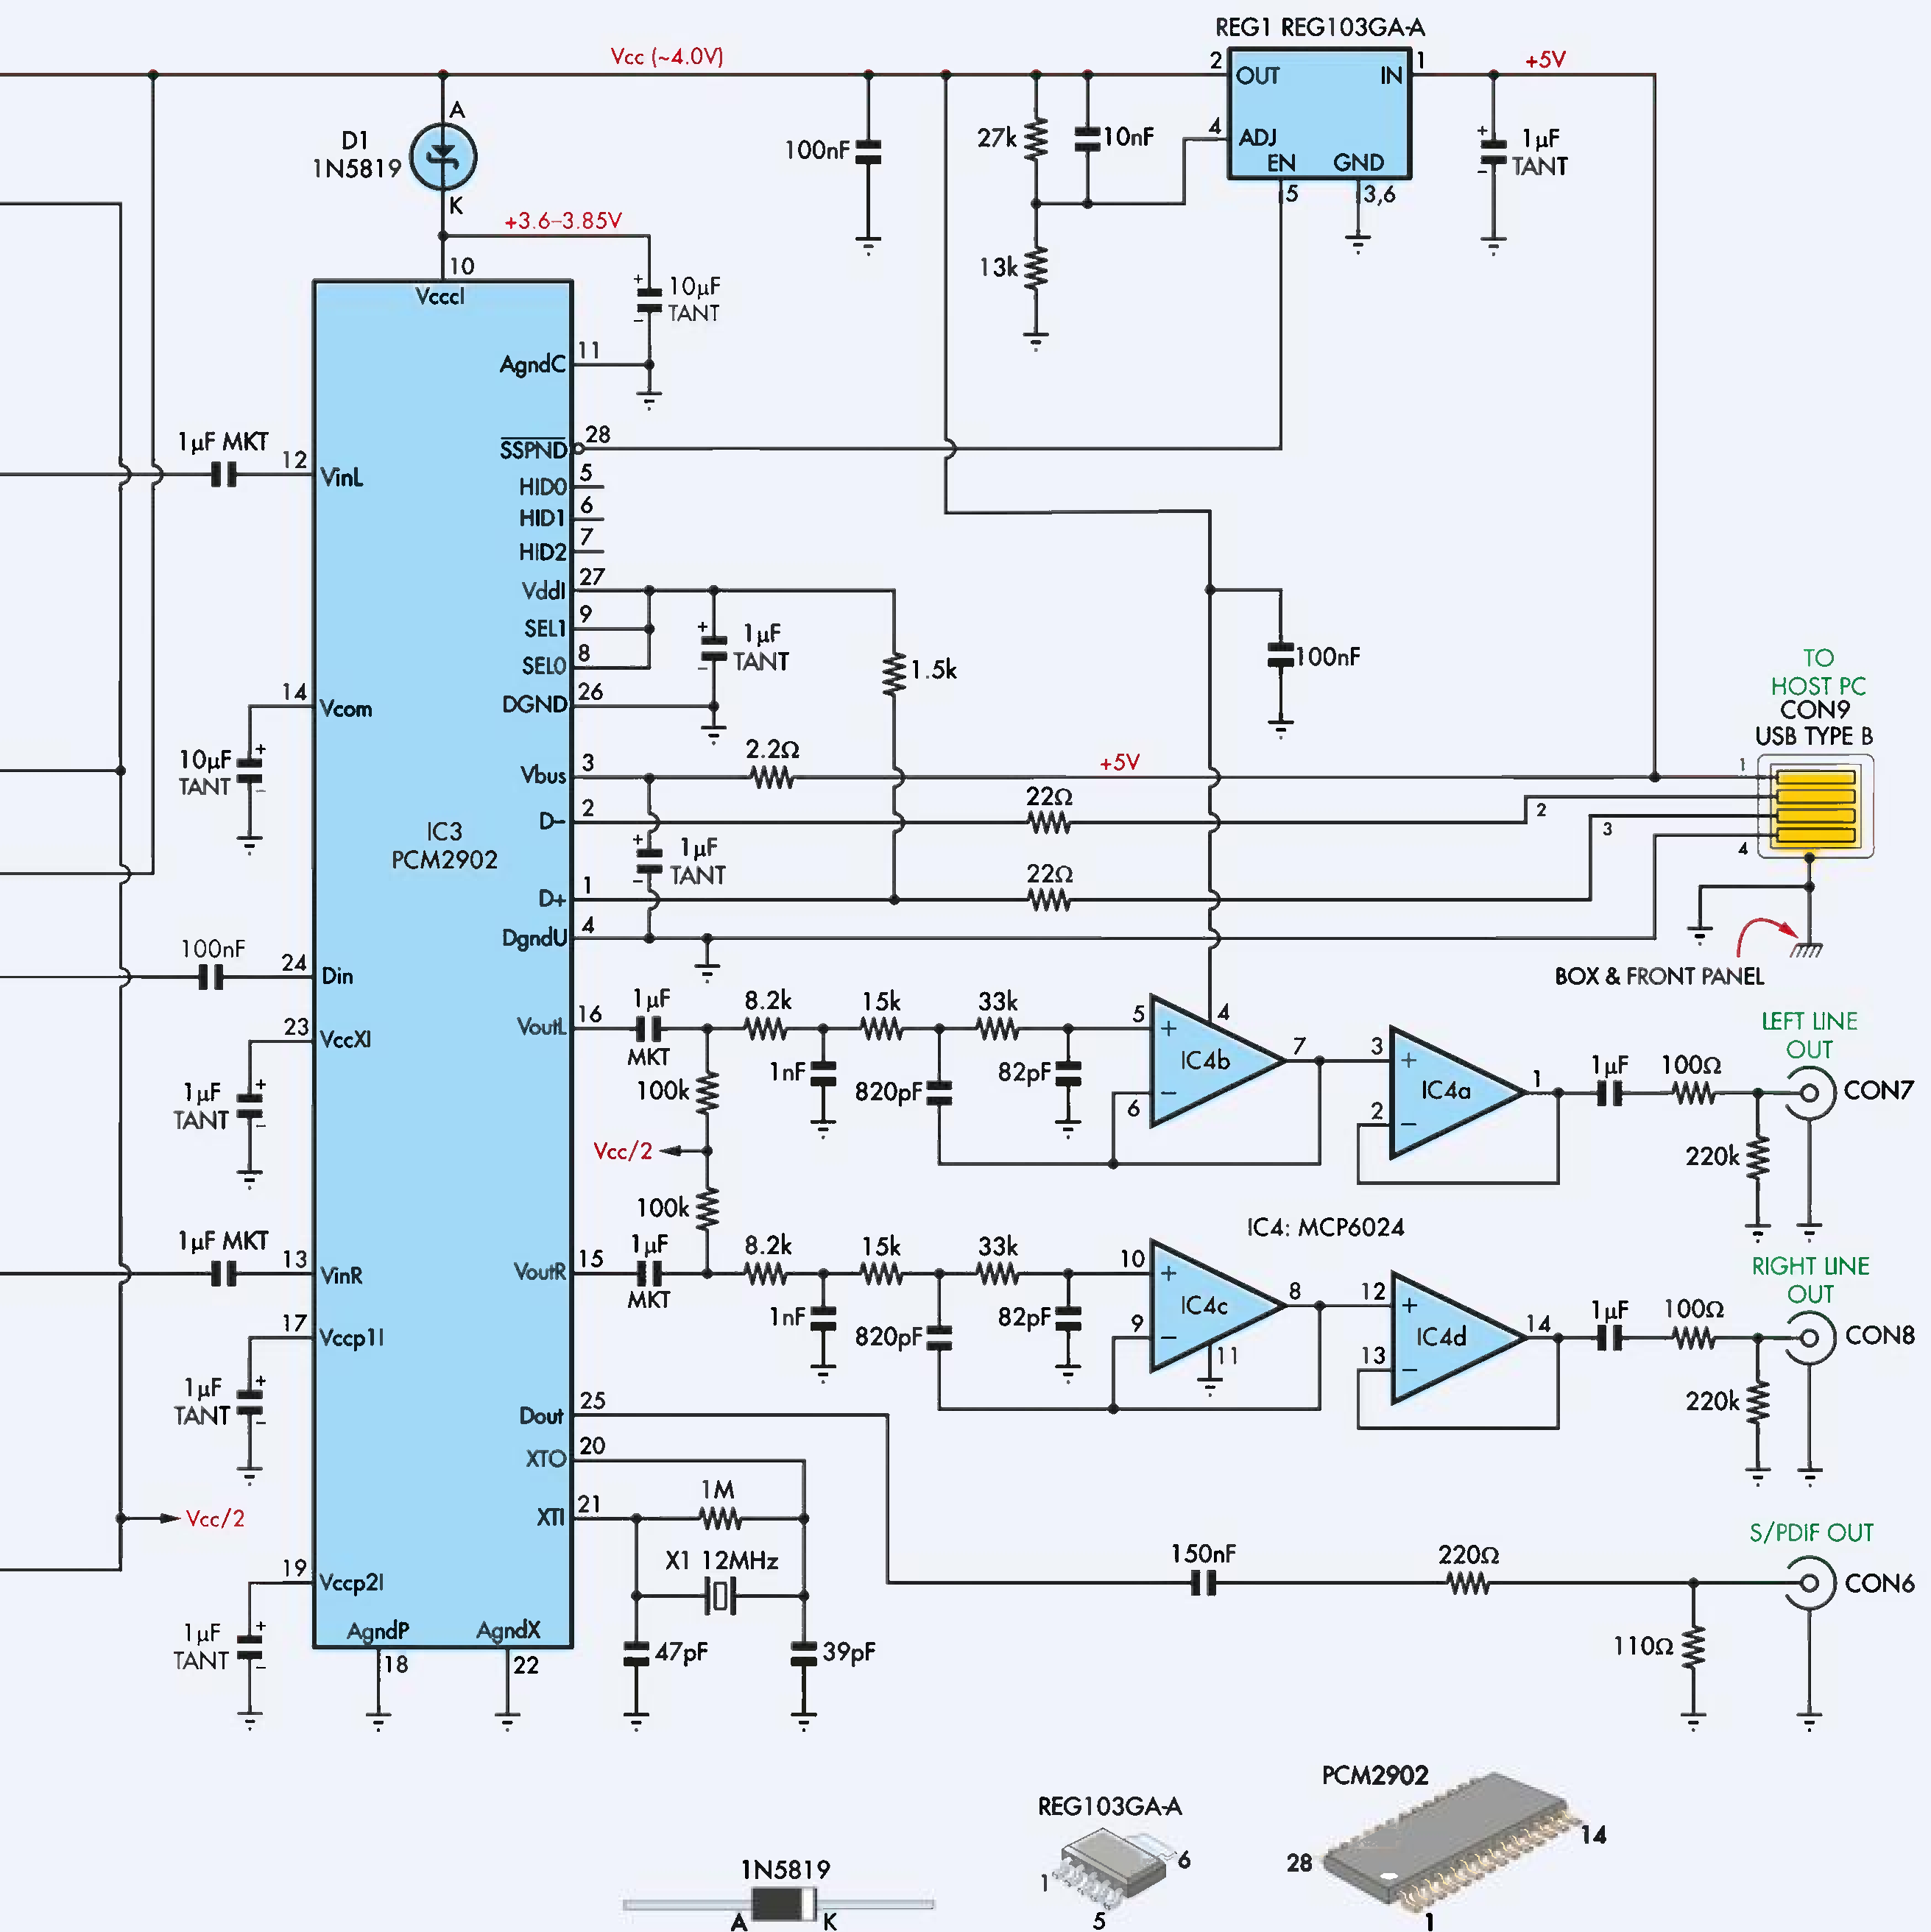 REG1 REG103GA-A
Vcc (~4.0V)
2
OUT
IN
1
+5V
A
D1
1N5819
K
100nF
27k
10nF
4
ADJ
EN
GND
5
3,6
+
1µF
–
TANT
+3.6–3.85V
10
VcccI
+
10µF
–
TANT
13k
AgndC
11
1µF MKT
12
VinL
SSPND
28
HID0
5
HID1
6
HID2
7
VddI
27
SEL1
9
SEL0
8
DGND
26
+
1µF
–
TANT
1.5k
100nF
14
Vcom
10µF
TANT
+
–
TO
HOST PC
CON9
USB TYPE B
Vbus
3
2.2Ω
+5V
1
D–
2
22Ω
2
3
4
IC3
PCM2902
+
1µF
–
TANT
D+
1
22Ω
DgndU
4
BOX & FRONT PANEL
100nF
24
Din
23
VccXI
1µF
TANT
+
–
VoutL
16
1µF
MKT
8.2k
15k
33k
5
+
4
IC4b
7
6
–
100k
1nF
820pF
82pF
3
+
IC4a
1
2
–
1µF
100Ω
LEFT LINE
OUT
CON7
220k
Vcc/2
100k
IC4: MCP6024
1µF MKT
13
VinR
VoutR
15
1µF
MKT
8.2k
15k
33k
10
+
IC4c
8
9
–
11
1nF
820pF
82pF
12
+
IC4d
14
13
–
1µF
100Ω
RIGHT LINE
OUT
CON8
220k
17
Vccp1I
1µF
TANT
+
–
Dout
25
XTO
20
XTI
21
1M
X1 12MHz
47pF
39pF
Vcc/2
19
Vccp2I
1µF
TANT
+
–
AgndP
18
AgndX
22
150nF
220Ω
S/PDIF OUT
CON6
110Ω
1N5819
A
K
REG103GA-A
1
5
6
PCM2902
28
14
1